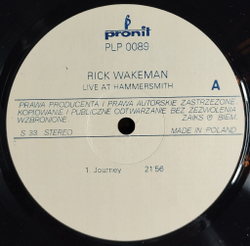 pronit
PLP 0089
RICK WAKEMAN
LIVE AT HAMMERSMITH
A
PRAWA PRODUCENTA I PRAWA AUTORSKIE ZASTRZEŻONE
KOPIOWANIE I PUBLICZNE ODTWARZANIE BEZ ZEZWOLENIA
WZBRONIONE
ZAIKS ℗ BIEM.
S 33 STEREO
MADE IN POLAND
1. Journey 21'56